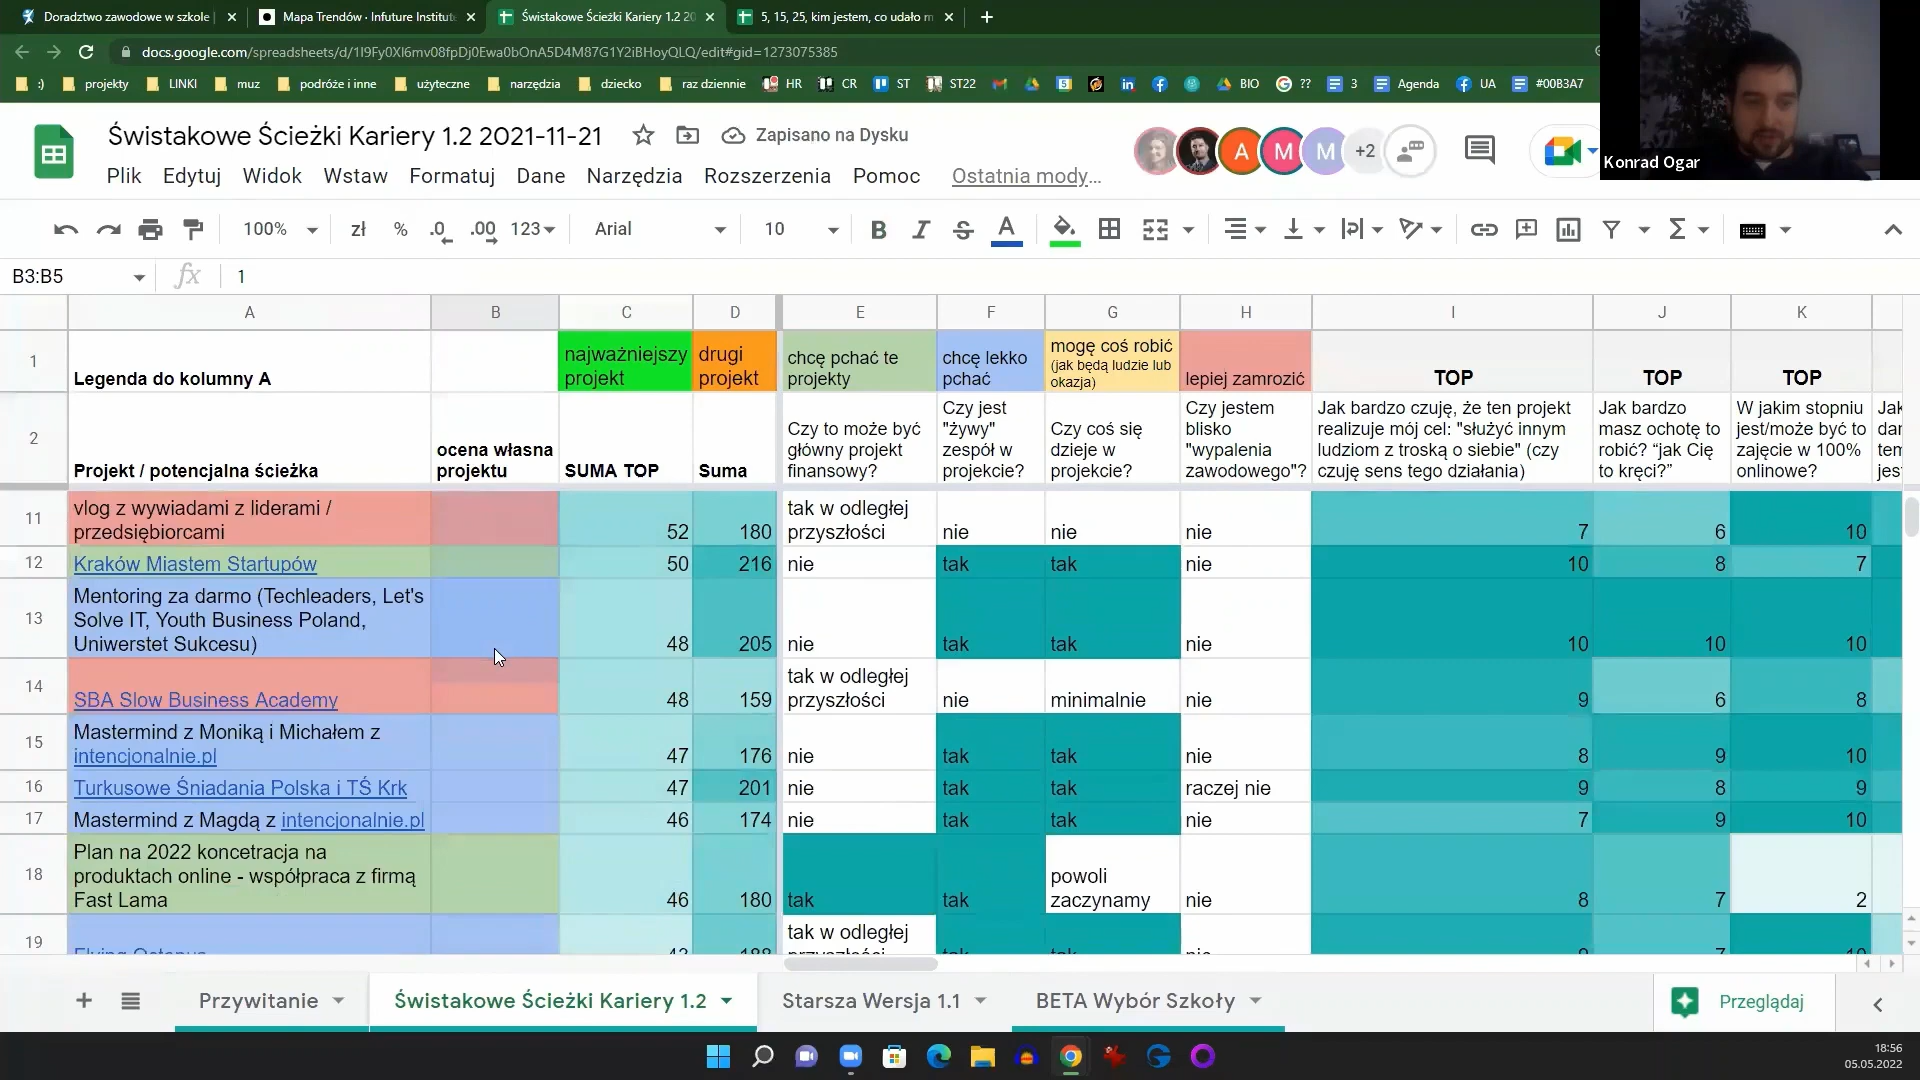 Doradztwo zawodowe w szkole
Mapa Trendów · Infuture Institute
Świstakowe Ścieżki Kariery 1.2 20
5, 15, 25, kim jestem, co udało m
docs.google.com/spreadsheets/d/1I9Fy0Xl6mv08fpDj0Ewa0bOnA5D4M87G1Y2iBHoyQLQ/edit#gid=1273075385
:) projekty LINKI muz podróże i inne użyteczne narzędzia dziecko raz dziennie HR CR ST ST22 BIO ?? 3 Agenda UA #00B3A7
Konrad Ogar
Świstakowe Ścieżki Kariery 1.2 2021-11-21
Zapisano na Dysku
A M M +2
Plik Edytuj Widok Wstaw Formatuj Dane Narzędzia Rozszerzenia Pomoc Ostatnia mody…
100% zł % .0 .00 123 Arial 10 B I S A
B3:B5 fx 1
A B C D E F G H I J K
1
Legenda do kolumny A
najważniejszy
projekt
drugi
projekt
chcę pchać te
projekty
chcę lekko
pchać
mogę coś robić
(jak będą ludzie lub
okazja)
lepiej zamrozić
TOP
TOP
TOP
2
Projekt / potencjalna ścieżka
ocena własna
projektu
SUMA TOP
Suma
Czy to może być
główny projekt
finansowy?
Czy jest
"żywy"
zespół w
projekcie?
Czy coś się
dzieje w
projekcie?
Czy jestem
blisko
"wypalenia
zawodowego"?
Jak bardzo czuję, że ten projekt
realizuje mój cel: "służyć innym
ludziom z troską o siebie" (czy
czuję sens tego działania)
Jak bardzo
masz ochotę to
robić? “jak Cię
to kręci?”
W jakim stopniu
jest/może być to
zajęcie w 100%
onlinowe?
Jak
dar
tem
jes
11
vlog z wywiadami z liderami /
przedsiębiorcami
52 180
tak w odległej
przyszłości
nie nie nie 7 6 10
12 Kraków Miastem Startupów 50 216 nie tak tak nie 10 8 7
13
Mentoring za darmo (Techleaders, Let's
Solve IT, Youth Business Poland,
Uniwerstet Sukcesu)
48 205 nie tak tak nie 10 10 10
14
SBA Slow Business Academy
48 159
tak w odległej
przyszłości
nie minimalnie nie 9 6 8
15
Mastermind z Moniką i Michałem z
intencjonalnie.pl
47 176 nie tak tak nie 8 9 10
16 Turkusowe Śniadania Polska i TŚ Krk 47 201 nie tak tak raczej nie 9 8 9
17 Mastermind z Magdą z intencjonalnie.pl 46 174 nie tak tak nie 7 9 10
18
Plan na 2022 koncetracja na
produktach online - współpraca z firmą
Fast Lama
46 180 tak tak
powoli
zaczynamy
nie 8 7 2
19
tak w odległej
przyszłości
Przywitanie Świstakowe Ścieżki Kariery 1.2 Starsza Wersja 1.1 BETA Wybór Szkoły Przeglądaj
18:56
05.05.2022